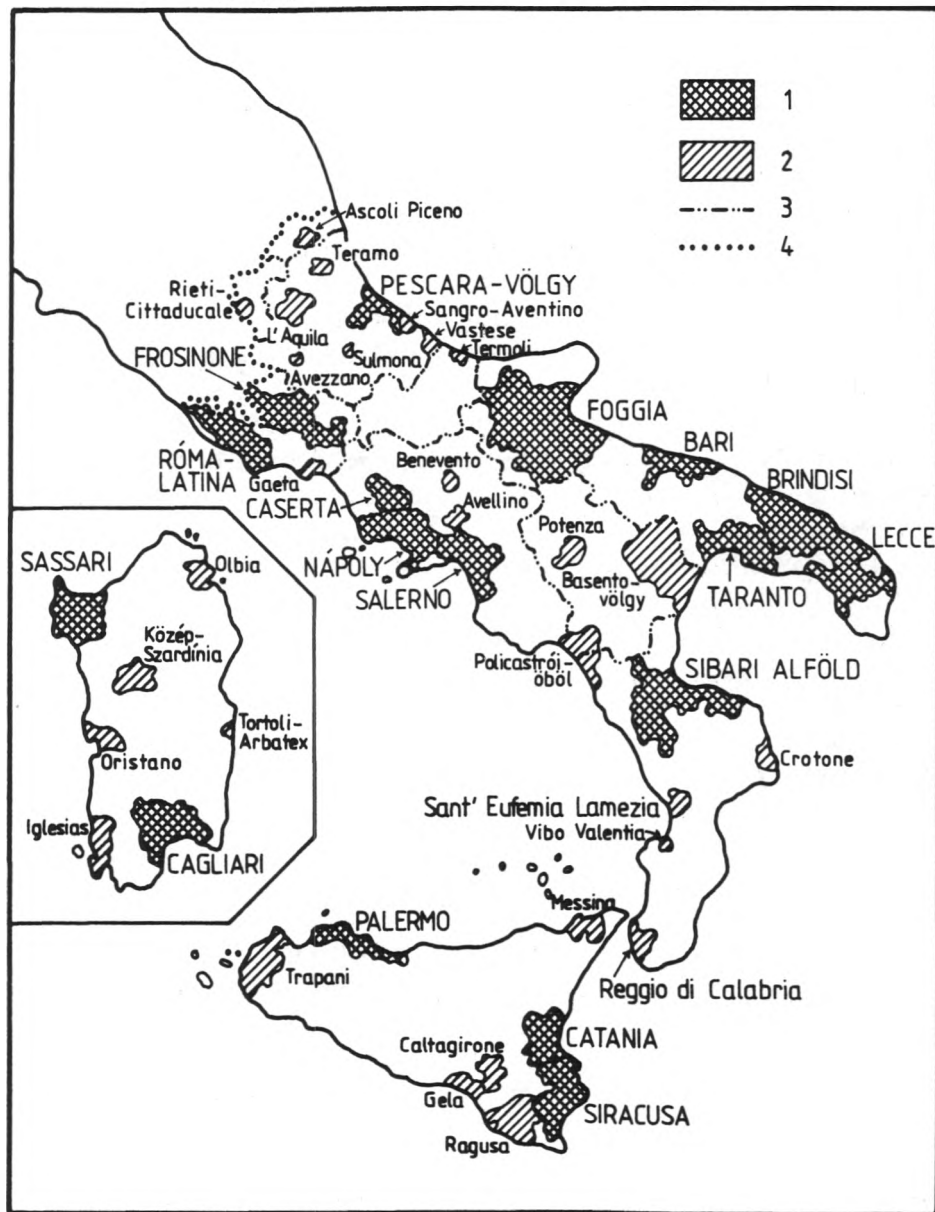 1
2
3
4
Ascoli Piceno
Teramo
Rieti-
Cittaducale
PESCARA-VÖLGY
Sangro-Aventino
Vastese
Termoli
L'Aquila
Sulmona
FROSINONE
Avezzano
FOGGIA
RÓMA-
LATINA
Gaeta
BARI
Benevento
BRINDISI
CASERTA
Avellino
Potenza
LECCE
NÁPOLY
Basento-
völgy
TARANTO
SALERNO
SASSARI
Olbia
Közép-
Szardínia
Policastrói-
öböl
SIBARI ALFÖLD
Tortoli-
Arbatex
Oristano
Crotone
Iglesias
CAGLIARI
Sant' Eufemia Lamezia
Vibo Valentia
Messina
PALERMO
Trapani
Reggio di Calabria
CATANIA
Caltagirone
Gela
SIRACUSA
Ragusa